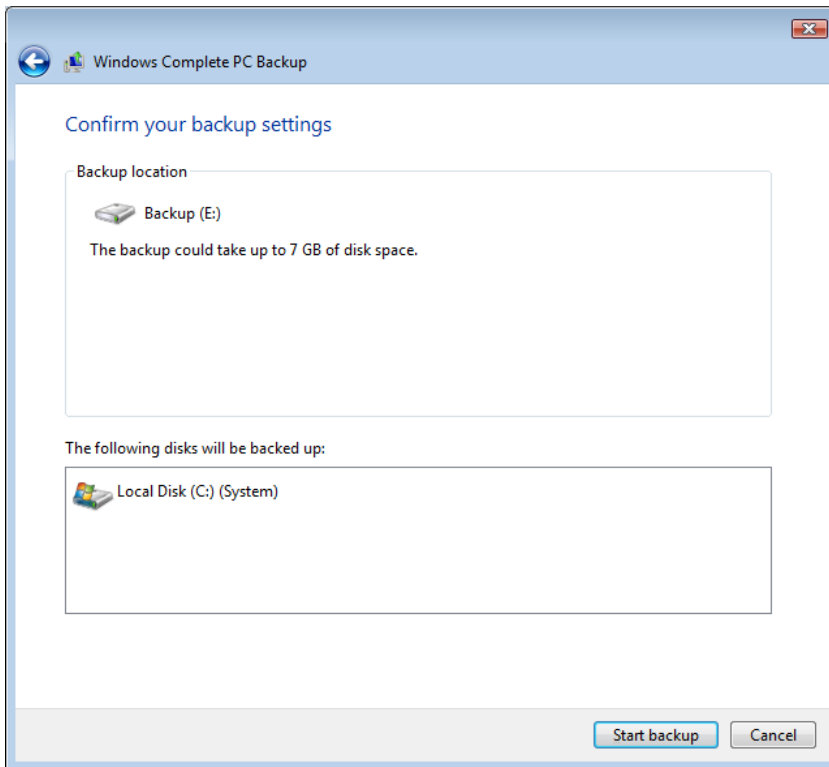 Windows Complete PC Backup
Confirm your backup settings
Backup location
Backup (E:)
The backup could take up to 7 GB of disk space.
The following disks will be backed up:
Local Disk (C:) (System)
Start backup
Cancel